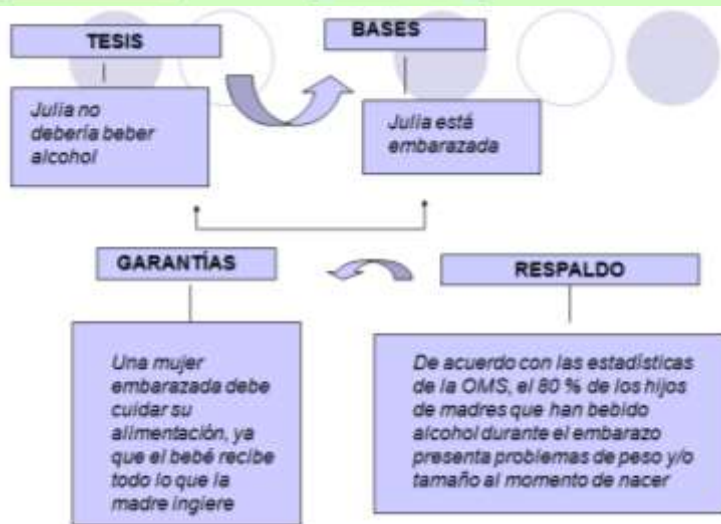 TESIS
BASES
Julia no
debería beber
alcohol
Julia está
embarazada
GARANTÍAS
RESPALDO
Una mujer
embarazada debe
cuidar su
alimentación, ya
que el bebé recibe
todo lo que la
madre ingiere
De acuerdo con las estadísticas
de la OMS, el 80 % de los hijos
de madres que han bebido
alcohol durante el embarazo
presenta problemas de peso y/o
tamaño al momento de nacer